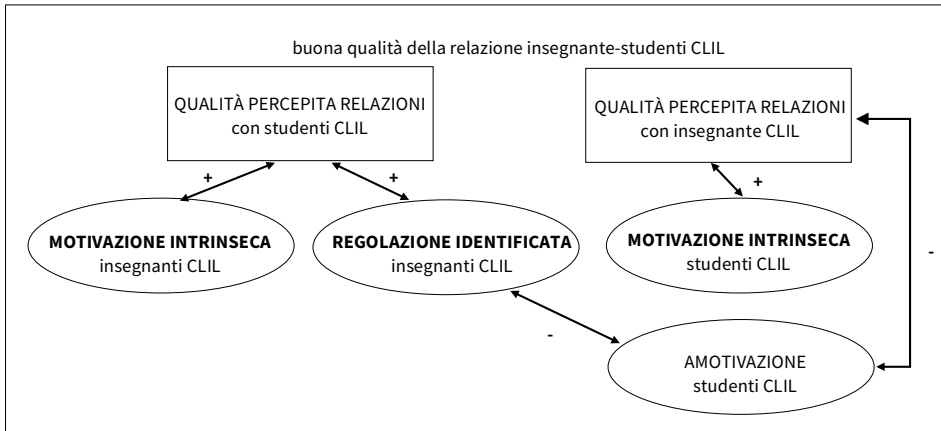 buona qualità della relazione insegnante-studenti CLIL
QUALITÀ PERCEPITA RELAZIONI
con studenti CLIL
QUALITÀ PERCEPITA RELAZIONI
con insegnante CLIL
+
+
+
MOTIVAZIONE INTRINSECA
insegnanti CLIL
REGOLAZIONE IDENTIFICATA
insegnanti CLIL
MOTIVAZIONE INTRINSECA
studenti CLIL
-
-
AMOTIVAZIONE
studenti CLIL